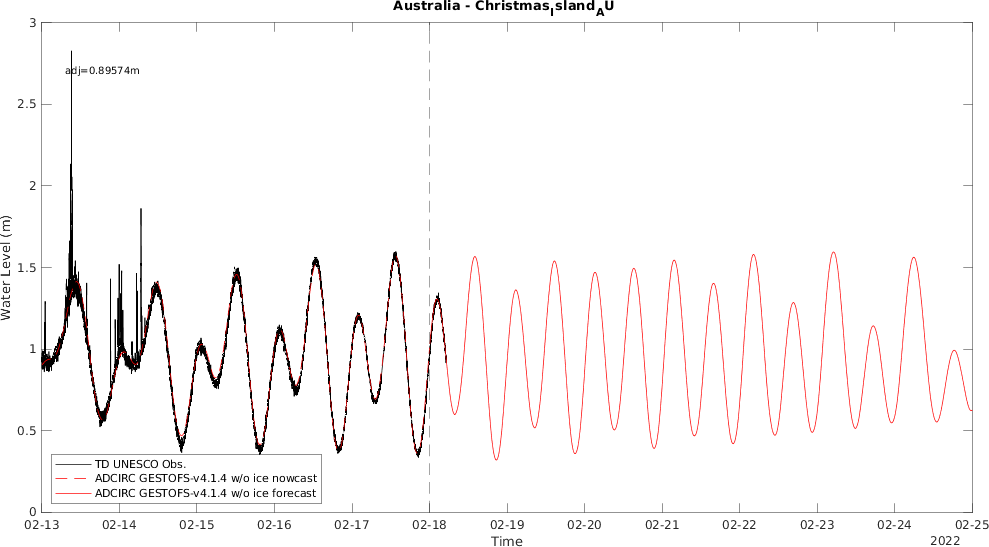 Australia - Christmas_Island_AU
3
adj=0.89574m
2.5
2
1.5
Water Level (m)
1
0.5
TD UNESCO Obs.
ADCIRC GESTOFS-v4.1.4 w/o ice nowcast
ADCIRC GESTOFS-v4.1.4 w/o ice forecast
0
02-13 02-14 02-15 02-16 02-17 02-18 02-19 02-20 02-21 02-22 02-23 02-24 02-25
Time
2022